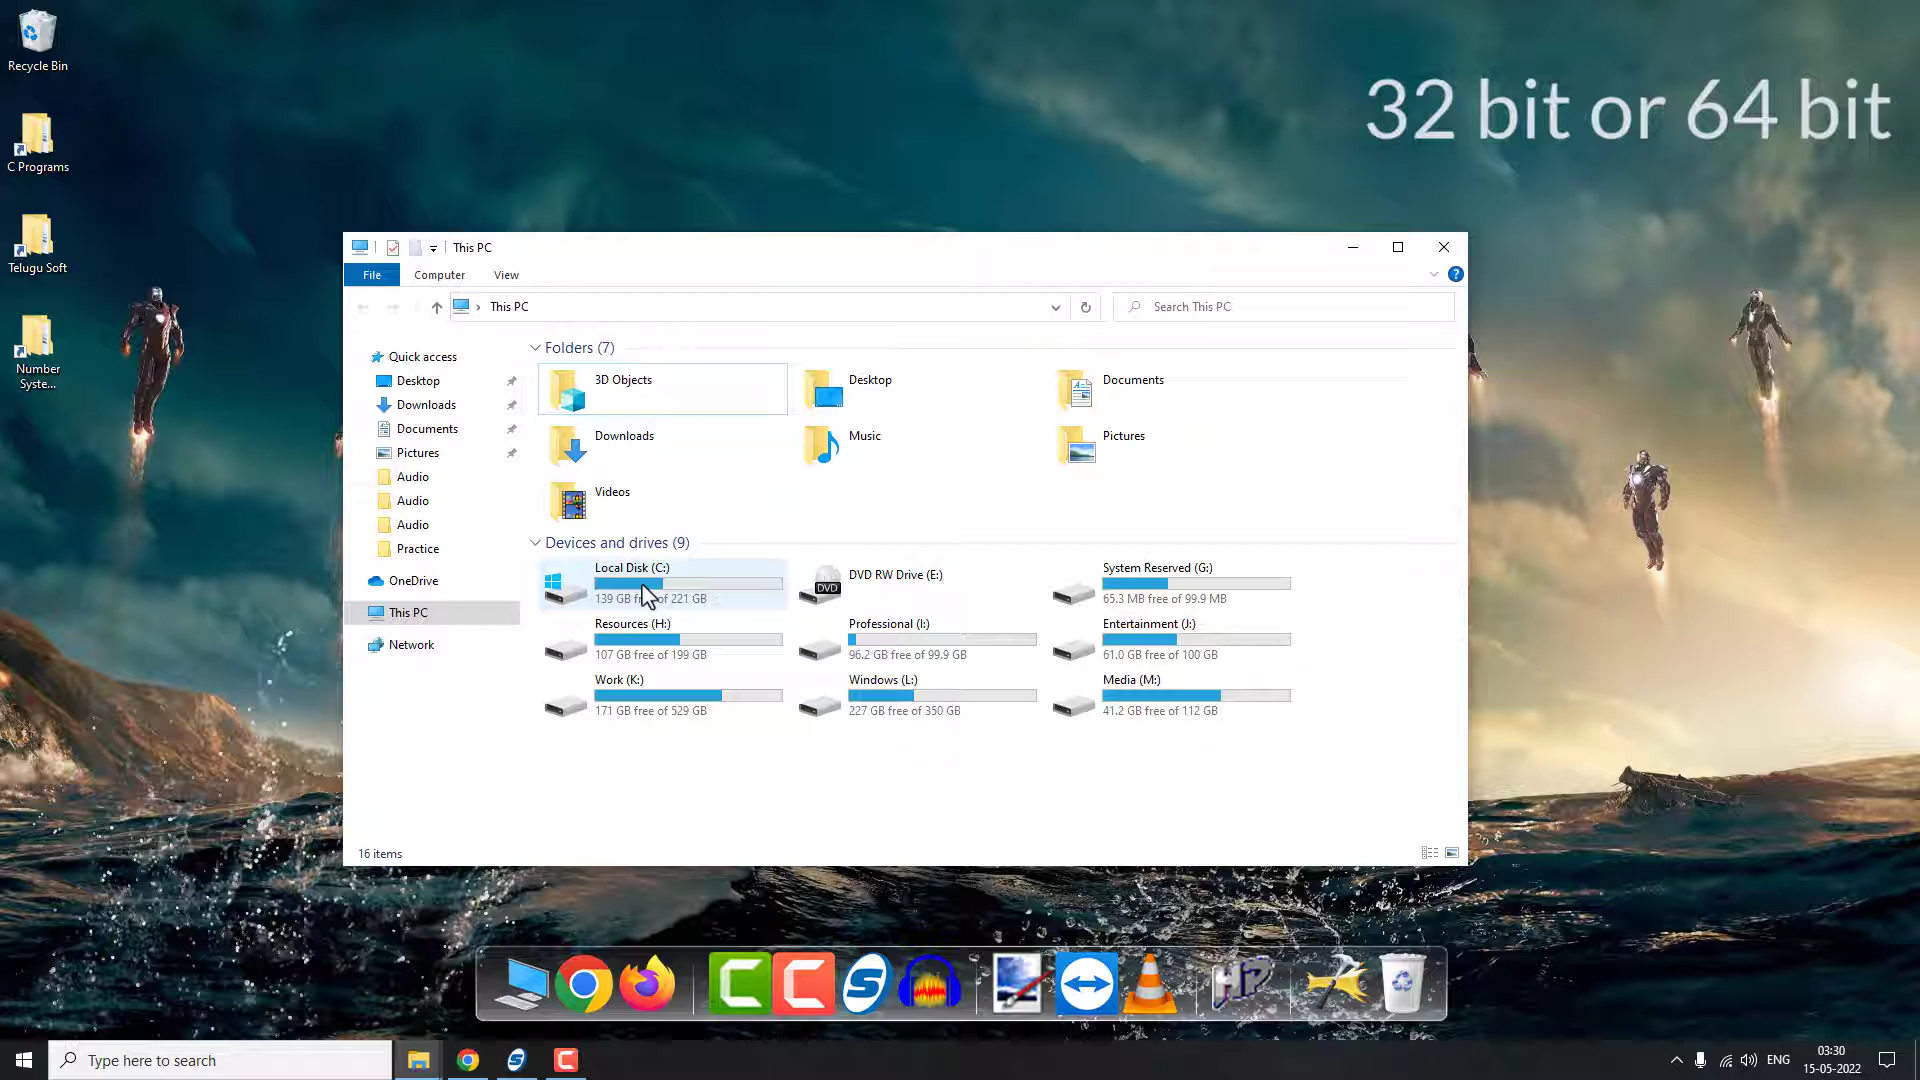 Recycle Bin
C Programs
Telugu Soft
Number
Syste...
32 bit or 64 bit
This PC
File
Computer
View
?
This PC
Search This PC
Quick access
Desktop
Downloads
Documents
Pictures
Audio
Audio
Audio
Practice
OneDrive
This PC
Network
Folders (7)
3D Objects
Desktop
Documents
Downloads
Music
Pictures
Videos
Devices and drives (9)
Local Disk (C:)
139 GB free of 221 GB
DVD
DVD RW Drive (E:)
System Reserved (G:)
65.3 MB free of 99.9 MB
Resources (H:)
107 GB free of 199 GB
Professional (I:)
96.2 GB free of 99.9 GB
Entertainment (J:)
61.0 GB free of 100 GB
Work (K:)
171 GB free of 529 GB
Windows (L:)
227 GB free of 350 GB
Media (M:)
41.2 GB free of 112 GB
16 items
HP
Type here to search
ENG
03:30
15-05-2022